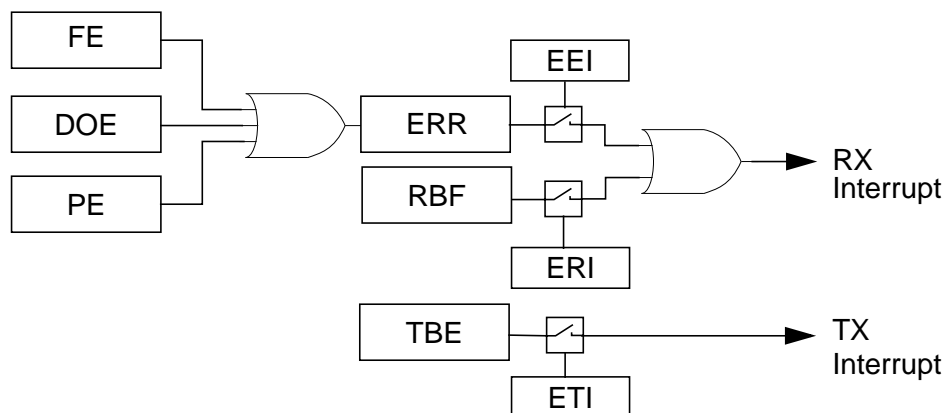 FE
EEI
DOE
ERR
RX
Interrupt
PE
RBF
ERI
TBE
TX
Interrupt
ETI